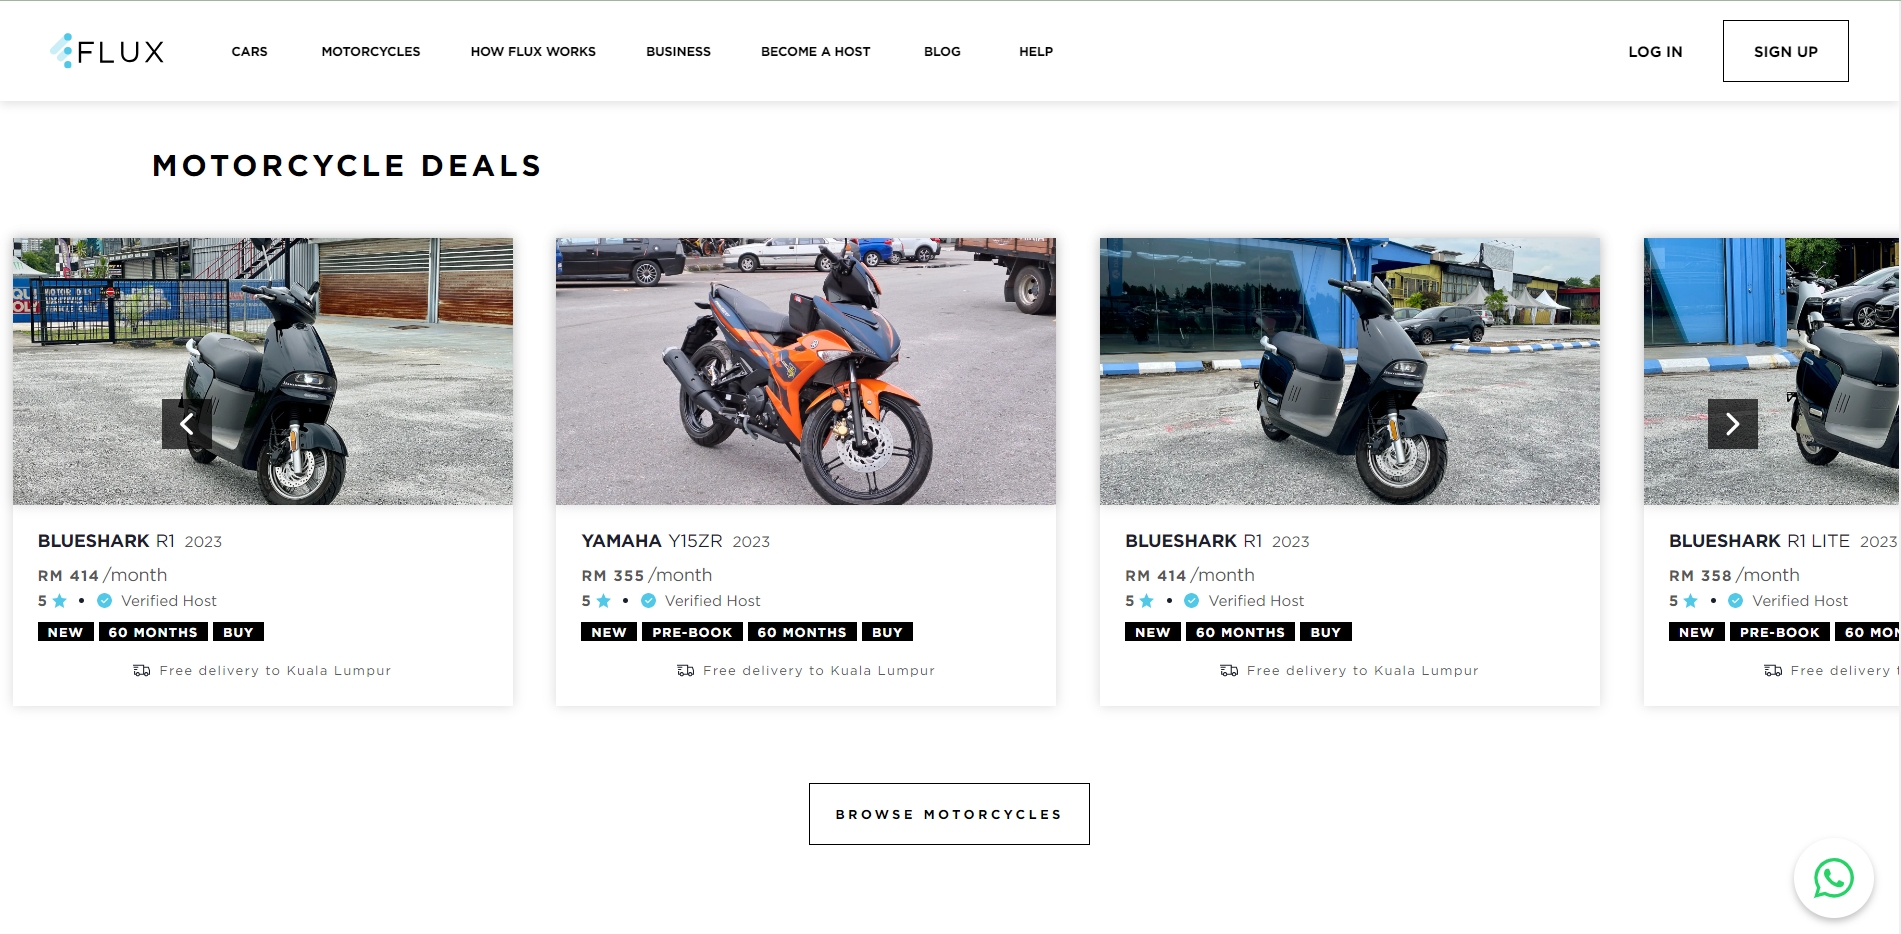 FLUX
CARS
MOTORCYCLES
HOW FLUX WORKS
BUSINESS
BECOME A HOST
BLOG
HELP
LOG IN
SIGN UP
MOTORCYCLE DEALS
BLUESHARK R1 2023
RM 414 /month
5 • Verified Host
NEW 60 MONTHS BUY
Free delivery to Kuala Lumpur
YAMAHA Y15ZR 2023
RM 355 /month
5 • Verified Host
NEW PRE-BOOK 60 MONTHS BUY
Free delivery to Kuala Lumpur
BLUESHARK R1 2023
RM 414 /month
5 • Verified Host
NEW 60 MONTHS BUY
Free delivery to Kuala Lumpur
BLUESHARK R1 LITE 2023
RM 358 /month
5 • Verified Host
NEW PRE-BOOK 60 MON
Free delivery t
BROWSE MOTORCYCLES